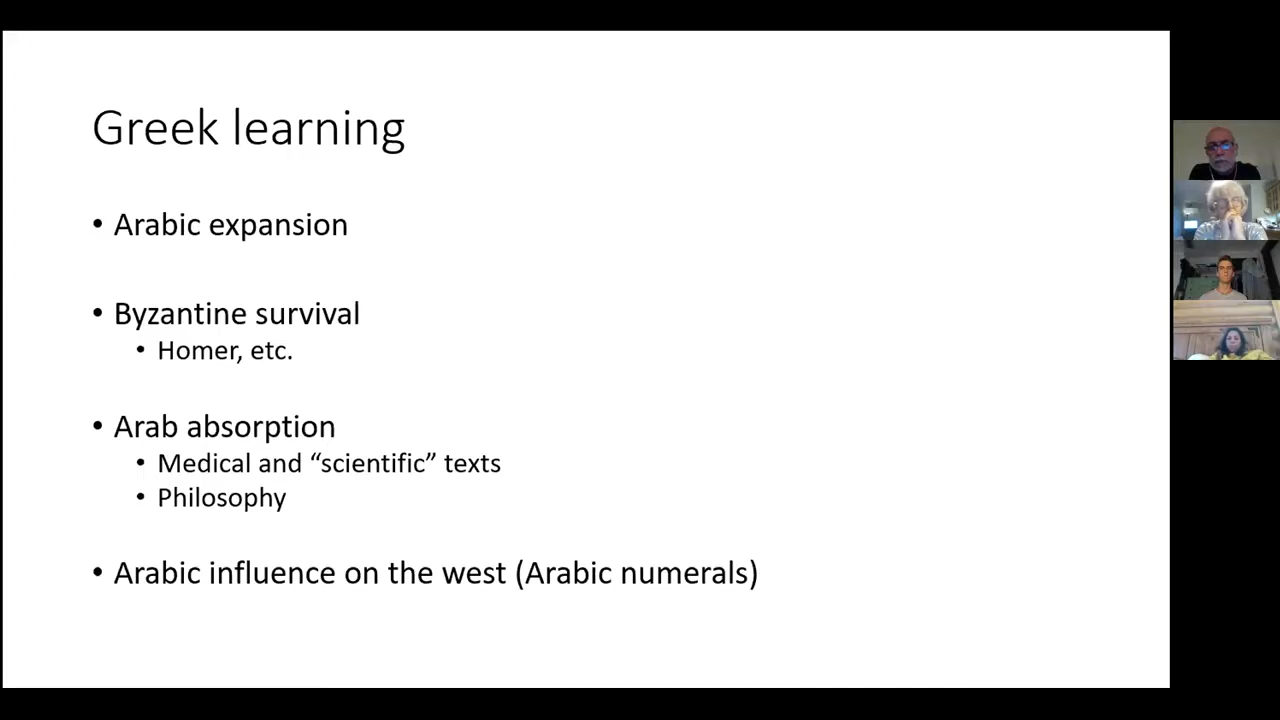 Greek learning
• Arabic expansion
• Byzantine survival
• Homer, etc.
• Arab absorption
• Medical and “scientific” texts
• Philosophy
• Arabic influence on the west (Arabic numerals)